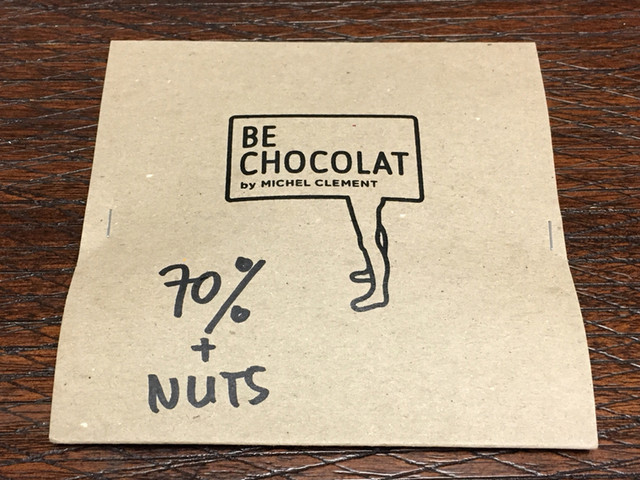 BE
CHOCOLAT
by MICHEL CLEMENT
70%
+
NUTS